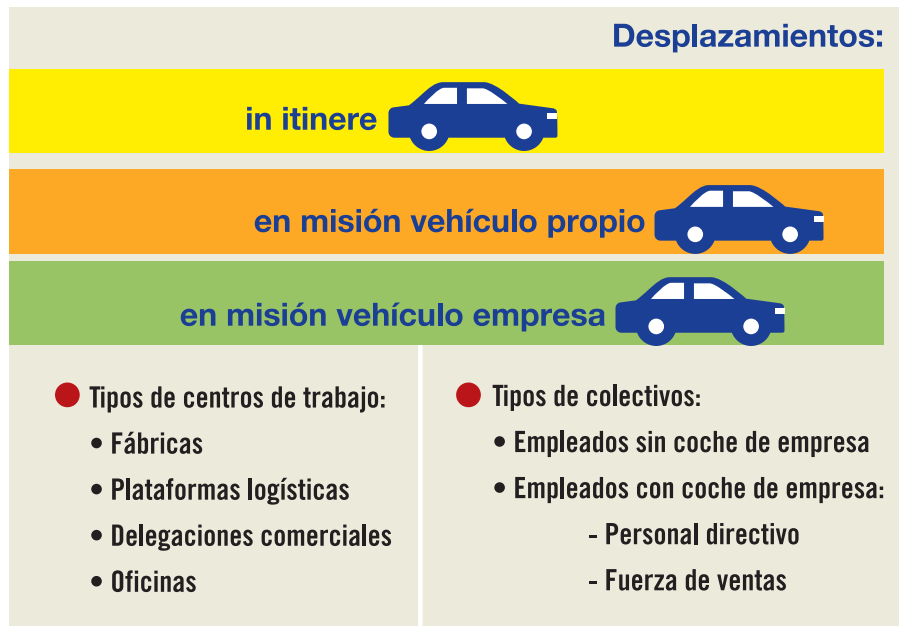 Desplazamientos:
in itinere
en misión vehículo propio
en misión vehículo empresa
● Tipos de centros de trabajo:
• Fábricas
• Plataformas logísticas
• Delegaciones comerciales
• Oficinas
● Tipos de colectivos:
• Empleados sin coche de empresa
• Empleados con coche de empresa:
- Personal directivo
- Fuerza de ventas